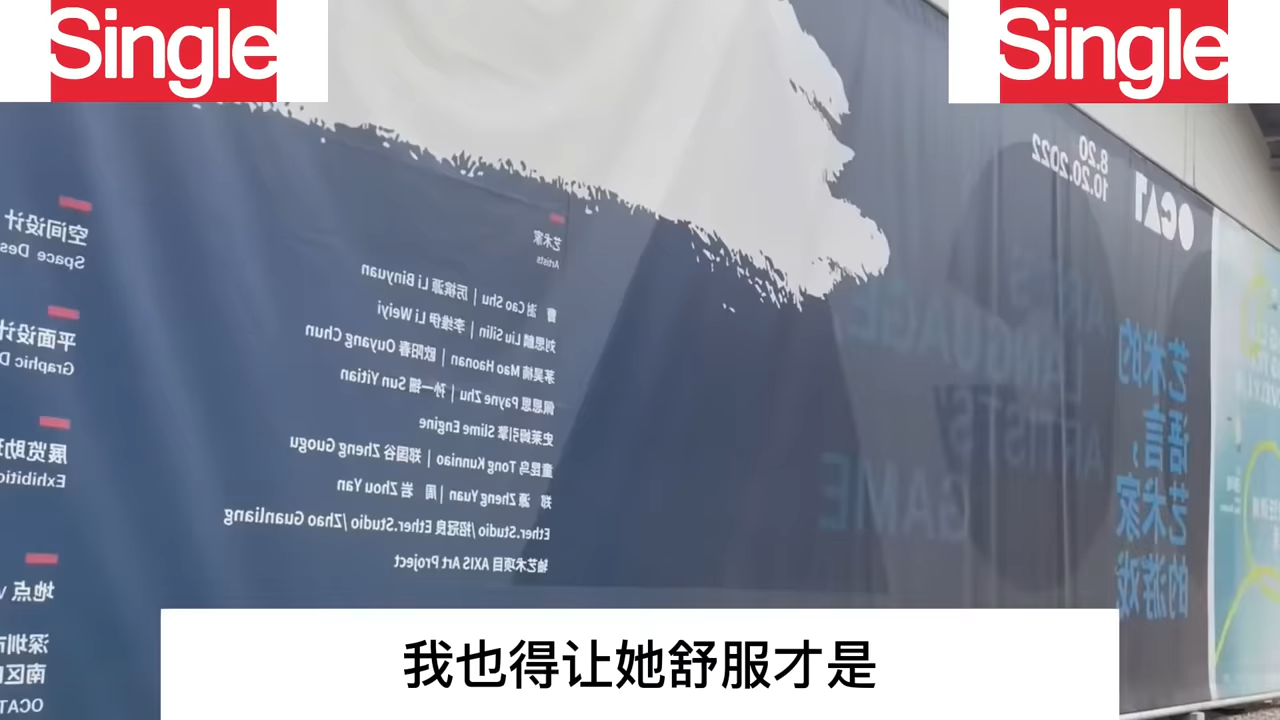 Single
Single
8.20
10.20.2022
OCAT
空间设计
Space Des
艺术家
Artists
曹澍 Cao Shu | 厉槟源 Li Binyuan
刘思麟 Liu Silin | 李维伊 Li Weiyi
茅昊楠 Mao Haonan | 欧阳春 Ouyang Chun
佩恩恩 Payne Zhu | 孙一钿 Sun Yitian
史莱姆引擎 Slime Engine
童昆鸟 Tong Kunniao | 郑国谷 Zheng Guogu
郑源 Zheng Yuan | 周岩 Zhou Yan
Ether.Studio/招冠良 Ether.Studio/Zhao Guanliang
轴艺术项目 AXIS Art Project
平面设计
Graphic D
展览助理
Exhibitio
地点
深圳市
南区
OCAT
ARTISTS
LANGUAGE
ARTISTS
GAME
艺术的
语言，
艺术家
的游戏
我也得让她舒服才是